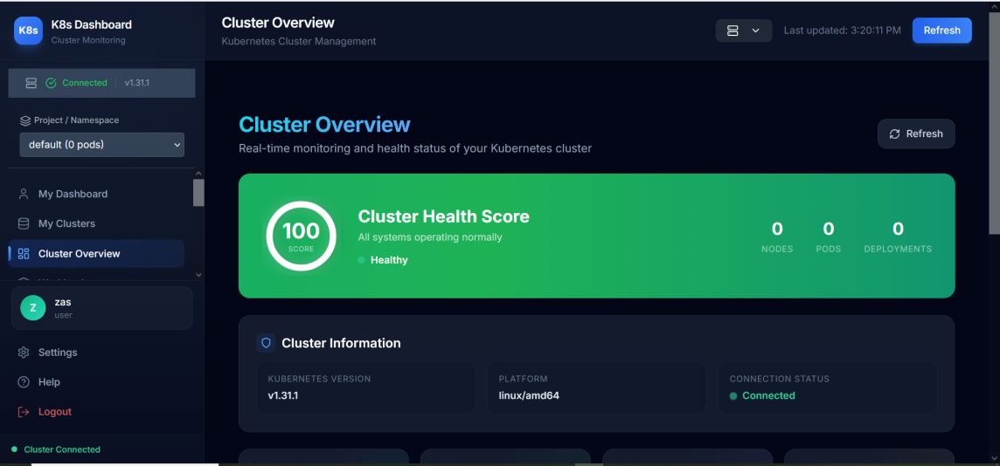 K8s
K8s Dashboard
Cluster Monitoring
Connected
v1.31.1
Project / Namespace
default (0 pods)
My Dashboard
My Clusters
Cluster Overview
Z
zas
user
Settings
Help
Logout
Cluster Connected
Cluster Overview
Kubernetes Cluster Management
Last updated: 3:20:11 PM
Refresh
Cluster Overview
Real-time monitoring and health status of your Kubernetes cluster
Refresh
100
SCORE
Cluster Health Score
All systems operating normally
Healthy
0
NODES
0
PODS
0
DEPLOYMENTS
Cluster Information
KUBERNETES VERSION
v1.31.1
PLATFORM
linux/amd64
CONNECTION STATUS
Connected